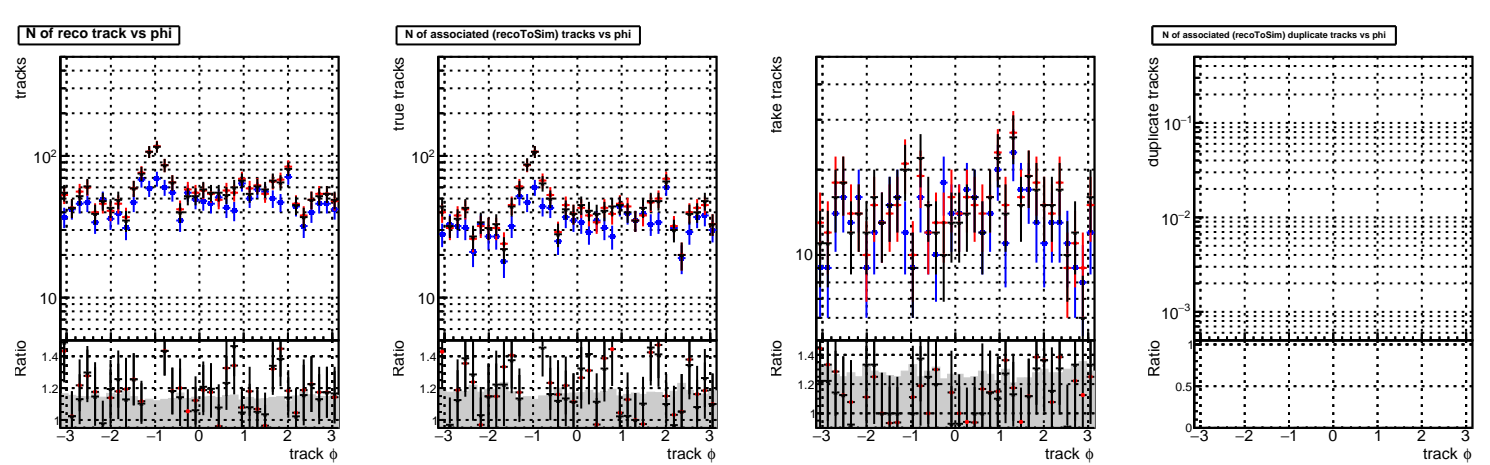 N of reco track vs phi
tracks
10²
10
Ratio
1.4
1.2
1
−3 −2 −1 0 1 2 3
track ϕ
N of associated (recoToSim) tracks vs phi
true tracks
10²
10
Ratio
1.4
1.2
1
−3 −2 −1 0 1 2 3
track ϕ
fake tracks
10
Ratio
1.4
1.2
1
−3 −2 −1 0 1 2 3
track ϕ
N of associated (recoToSim) duplicate tracks vs phi
duplicate tracks
10⁻¹
10⁻²
10⁻³
Ratio
1
0.5
0
−3 −2 −1 0 1 2 3
track ϕ